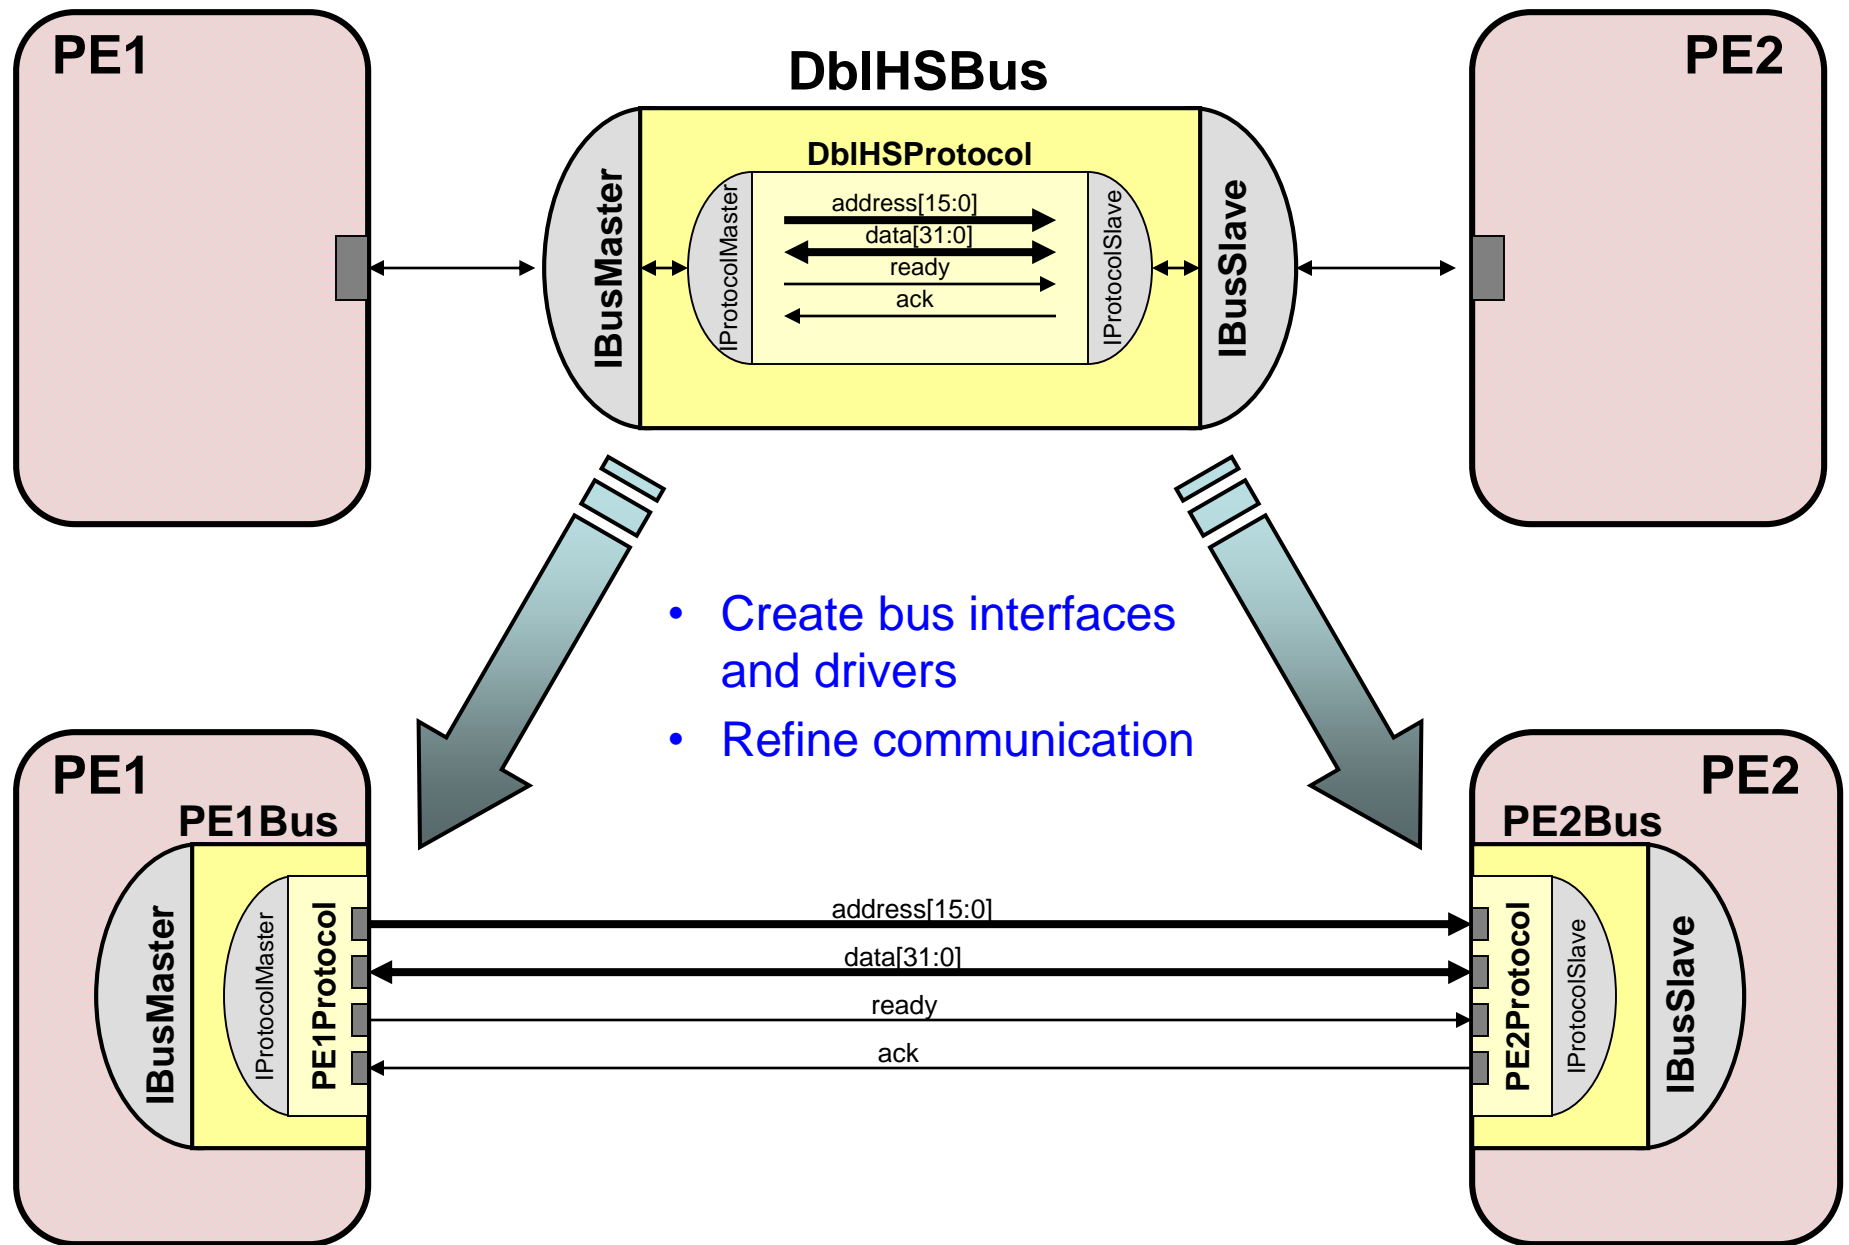 PE1
DblHSBus
PE2
DblHSProtocol
IBusMaster
IProtocolMaster
address[15:0]
data[31:0]
ready
ack
IProtocolSlave
IBusSlave
• Create bus interfaces
and drivers
• Refine communication
PE1
PE2
PE1Bus
PE2Bus
IBusMaster
IProtocolMaster
PE1Protocol
address[15:0]
data[31:0]
ready
ack
PE2Protocol
IProtocolSlave
IBusSlave